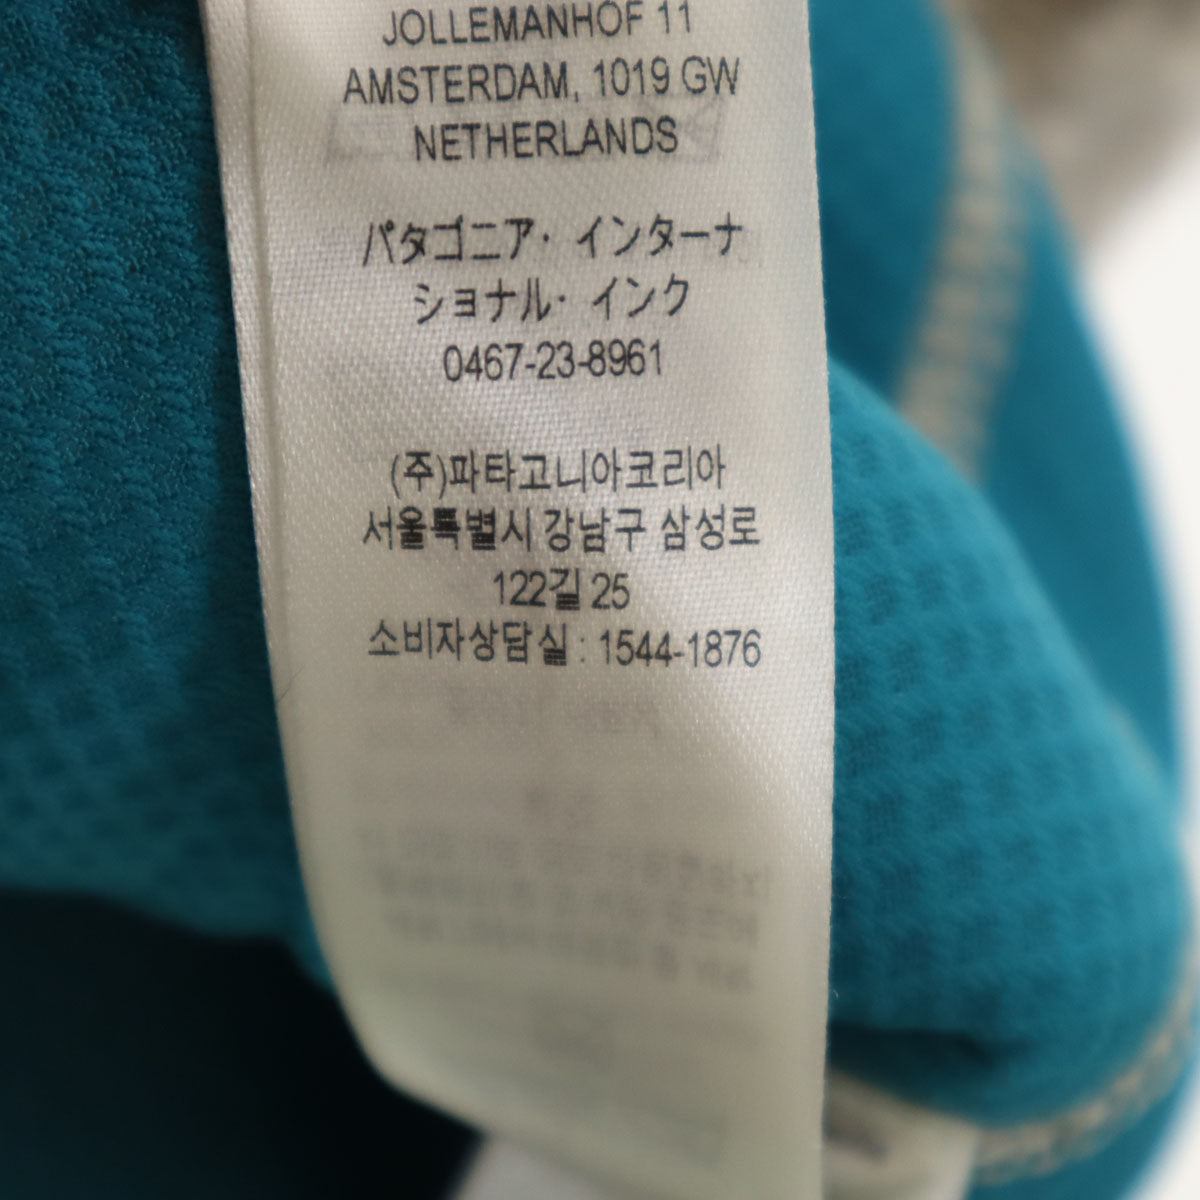 JOLLEMANHOF 11
AMSTERDAM, 1019 GW
NETHERLANDS
パタゴニア・インターナ
ショナル・インク
0467-23-8961
(주)파타고니아코리아
서울특별시 강남구 삼성로
122길 25
소비자상담실 : 1544-1876